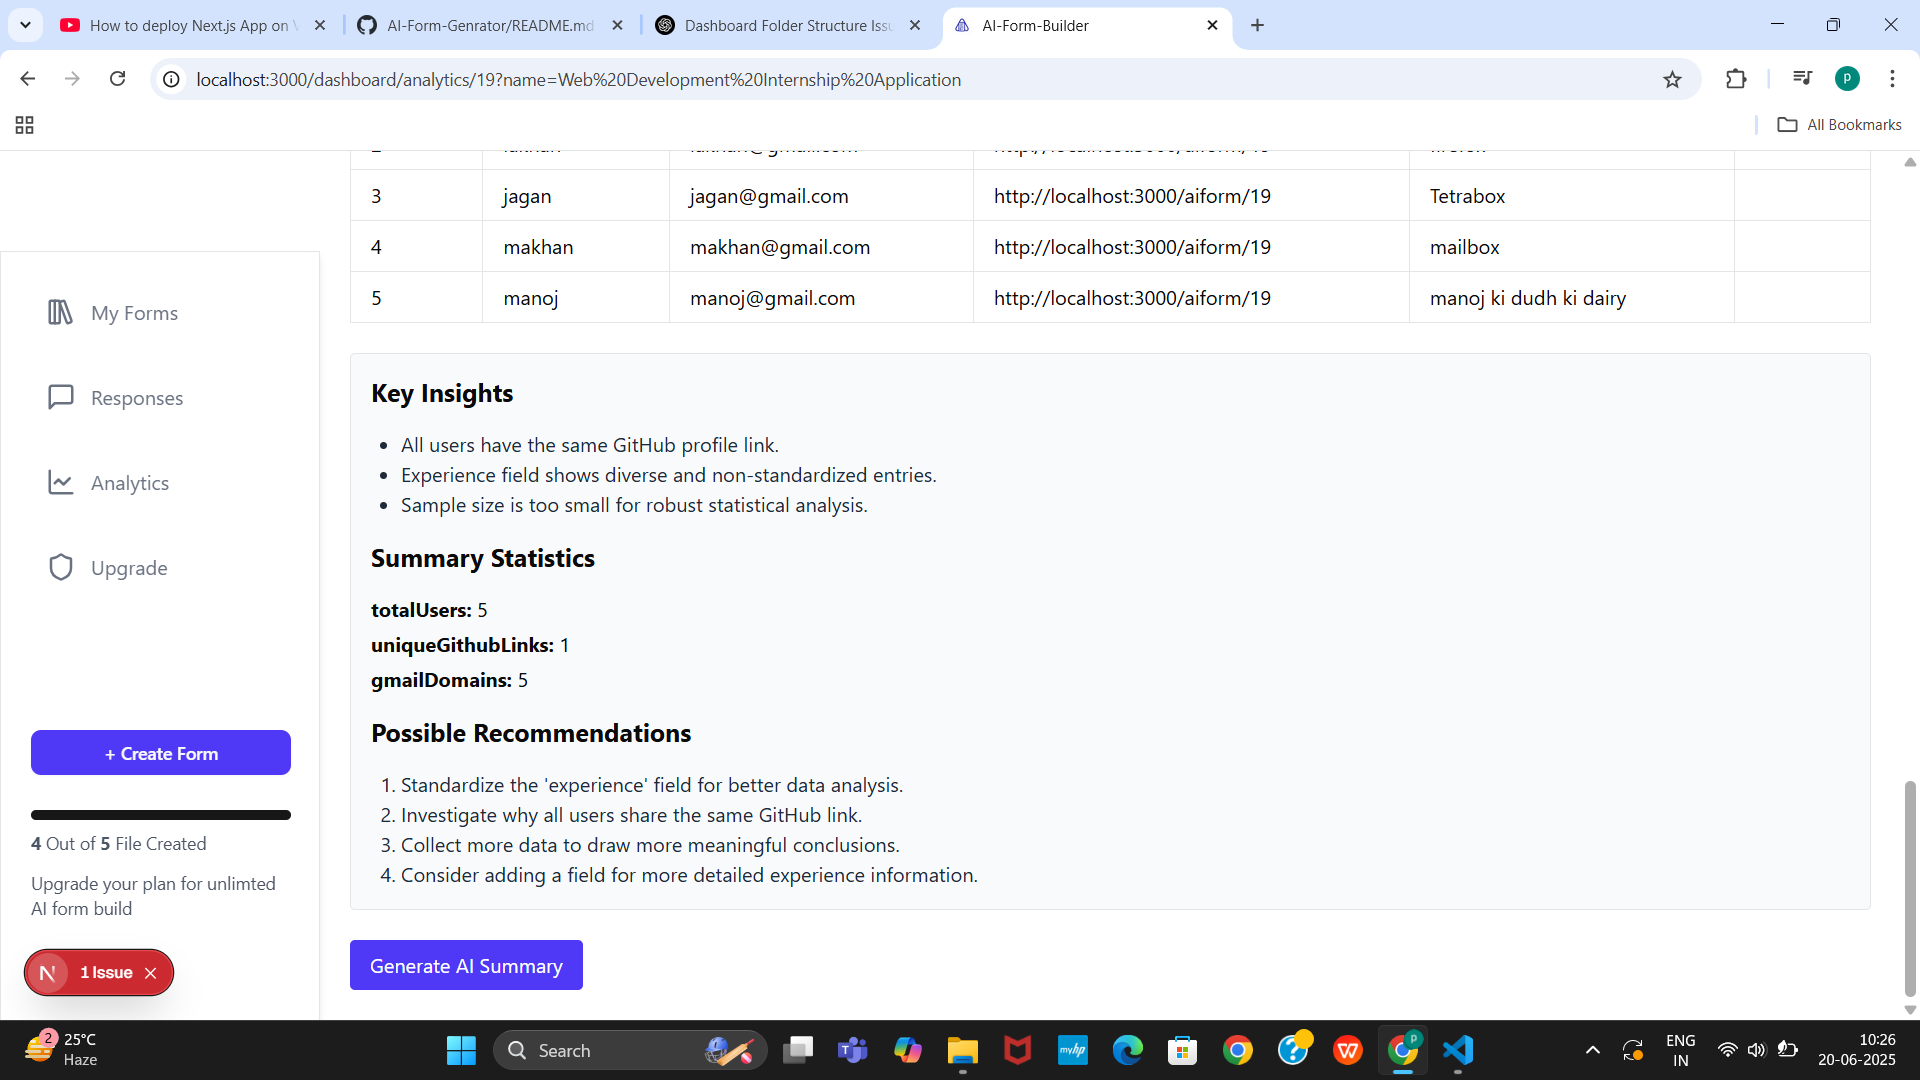 How to deploy Next.js App on
AI-Form-Genrator/README.md
Dashboard Folder Structure Issu
AI-Form-Builder
localhost:3000/dashboard/analytics/19?name=Web%20Development%20Internship%20Application
P
All Bookmarks
3 jagan jagan@gmail.com http://localhost:3000/aiform/19 Tetrabox
4 makhan makhan@gmail.com http://localhost:3000/aiform/19 mailbox
5 manoj manoj@gmail.com http://localhost:3000/aiform/19 manoj ki dudh ki dairy
My Forms
Responses
Analytics
Upgrade
+ Create Form
4 Out of 5 File Created
Upgrade your plan for unlimted
AI form build
N 1 Issue
Key Insights
• All users have the same GitHub profile link.
• Experience field shows diverse and non-standardized entries.
• Sample size is too small for robust statistical analysis.
Summary Statistics
totalUsers: 5
uniqueGithubLinks: 1
gmailDomains: 5
Possible Recommendations
1. Standardize the 'experience' field for better data analysis.
2. Investigate why all users share the same GitHub link.
3. Collect more data to draw more meaningful conclusions.
4. Consider adding a field for more detailed experience information.
Generate AI Summary
2
25°C
Haze
Search
myhp
P
ENG
IN
10:26
20-06-2025